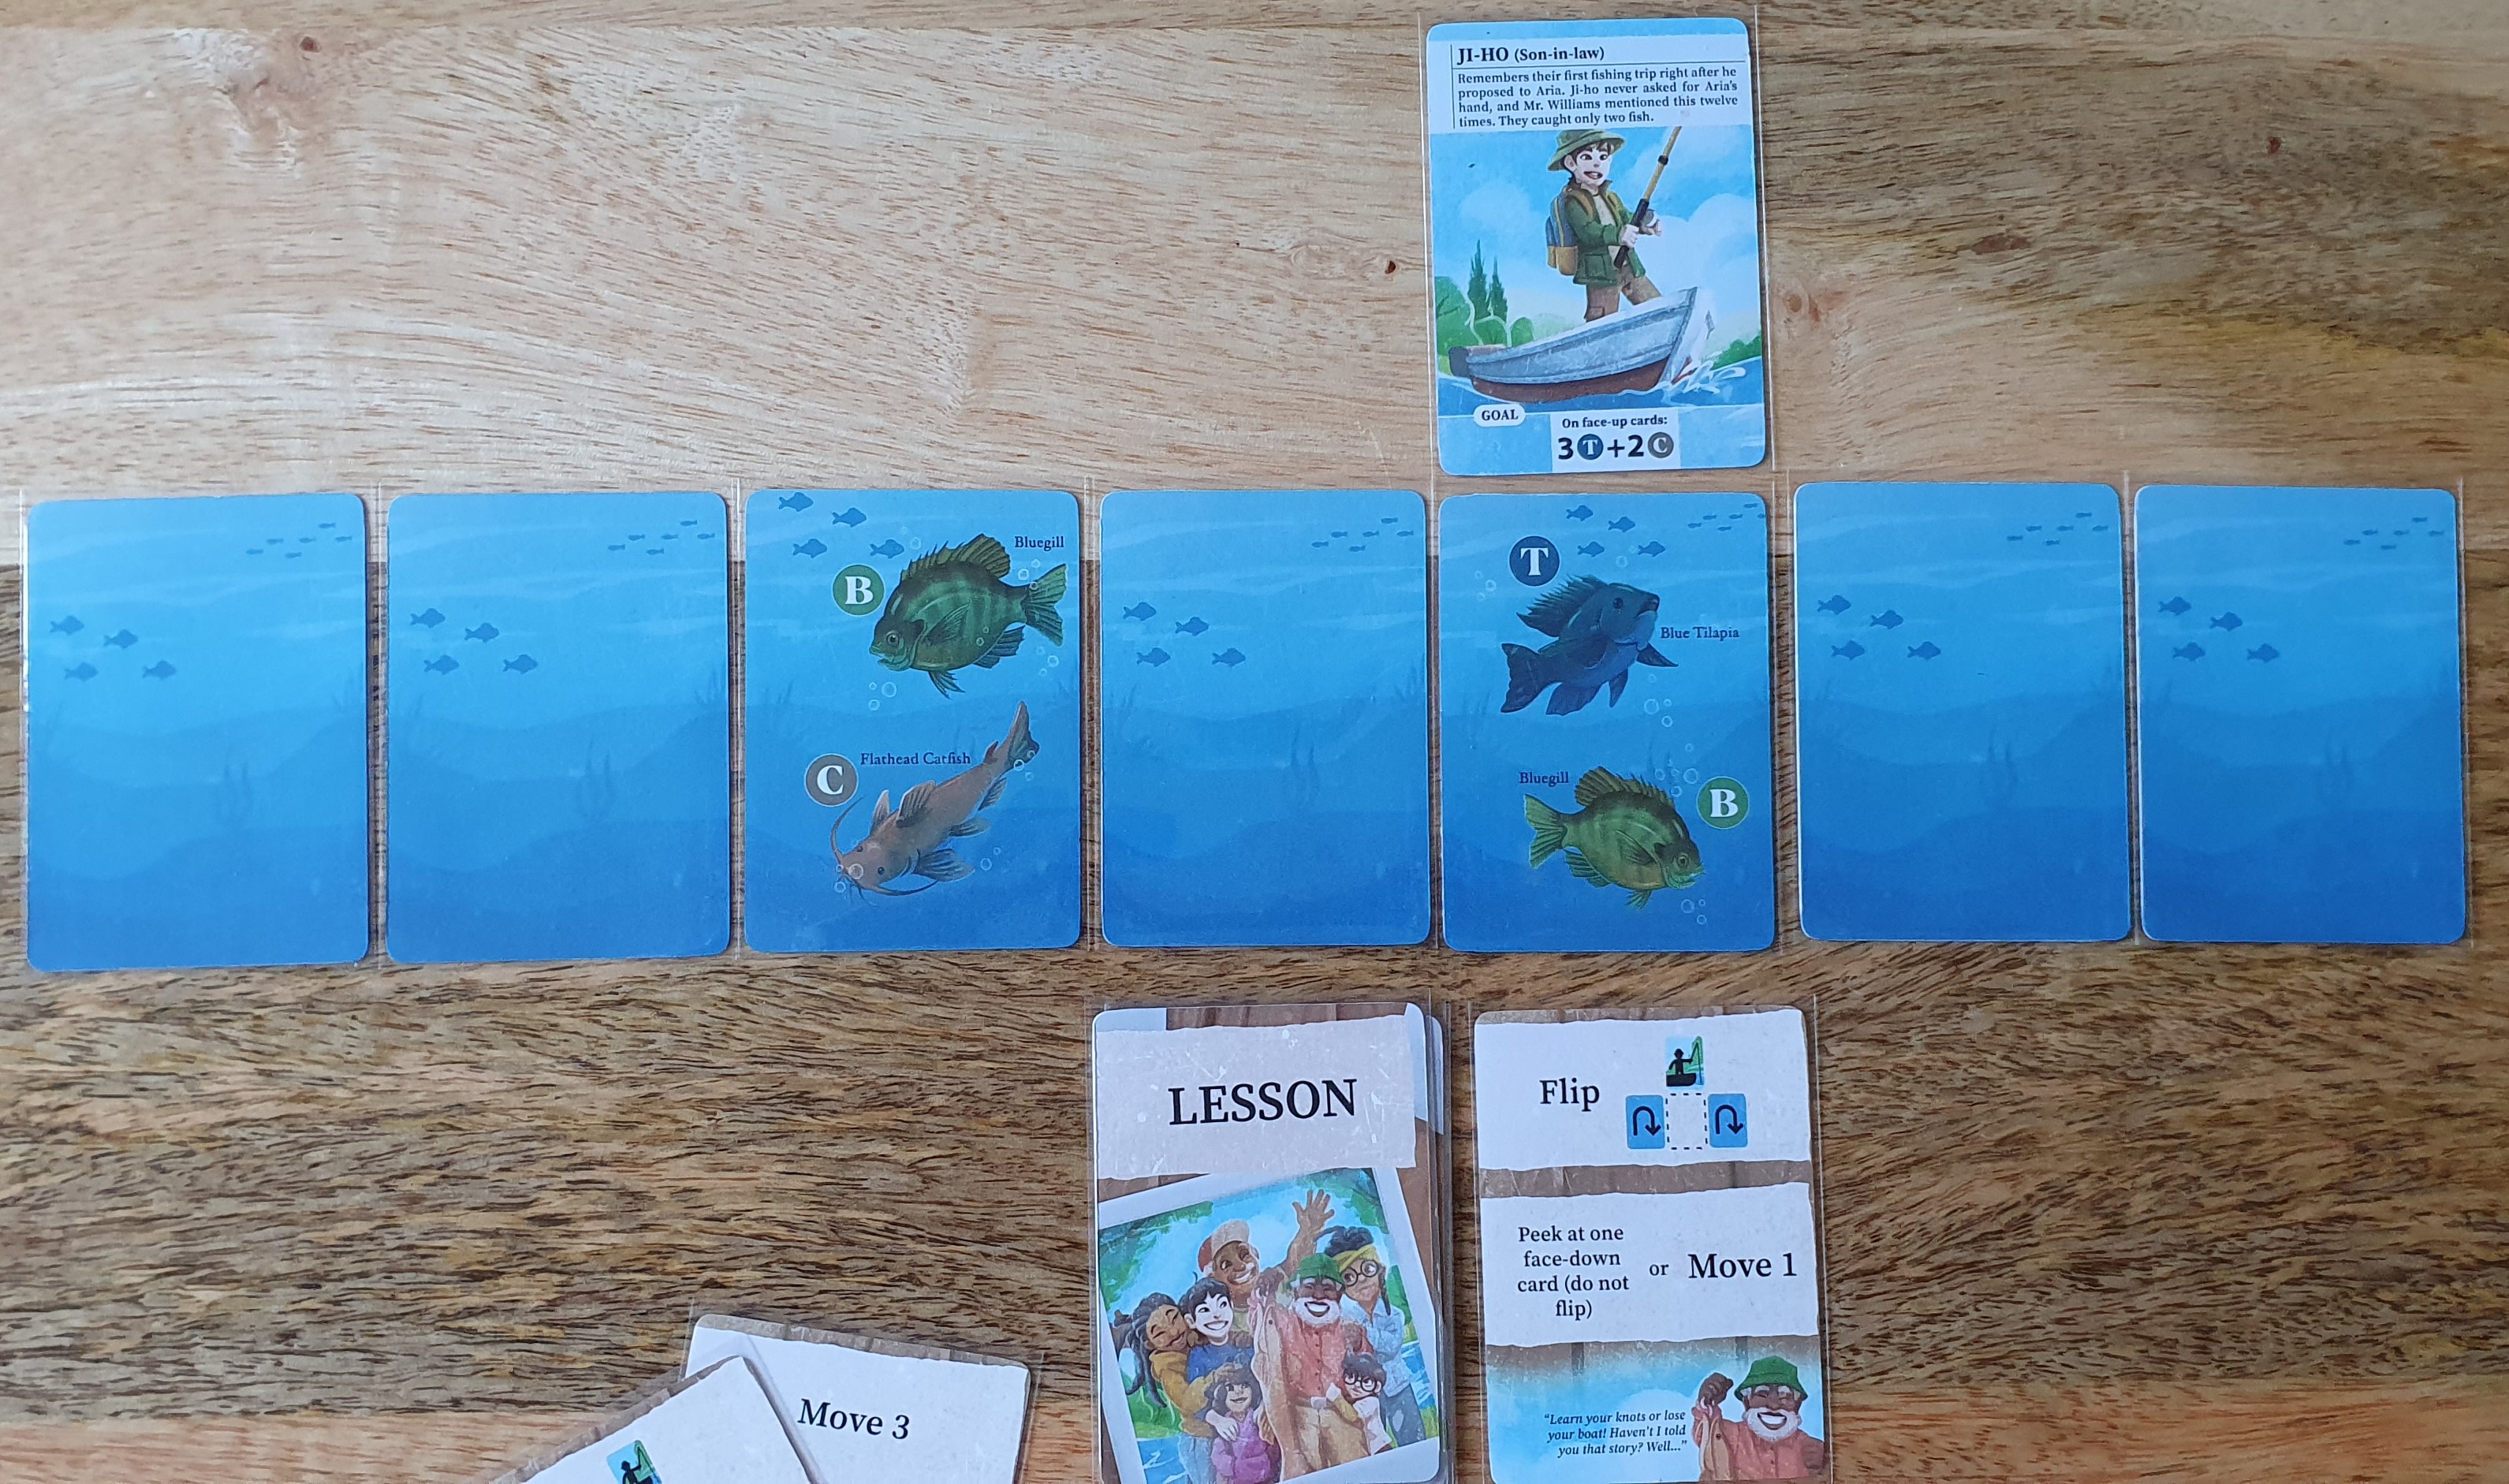 JI-HO (Son-in-law)
Remembers their first fishing trip right after he
proposed to Aria. Ji-ho never asked for Aria's
hand, and Mr. Williams mentioned this twelve
times. They caught only two fish.
GOAL
On face-up cards:
3T+2C
Bluegill
B
Flathead Catfish
C
T
Blue Tilapia
Bluegill
B
LESSON
Flip
Peek at one
face-down
card (do not
flip)
or
Move 1
"Learn your knots or lose
your boat! Haven't I told
you that story? Well..."
Move 3